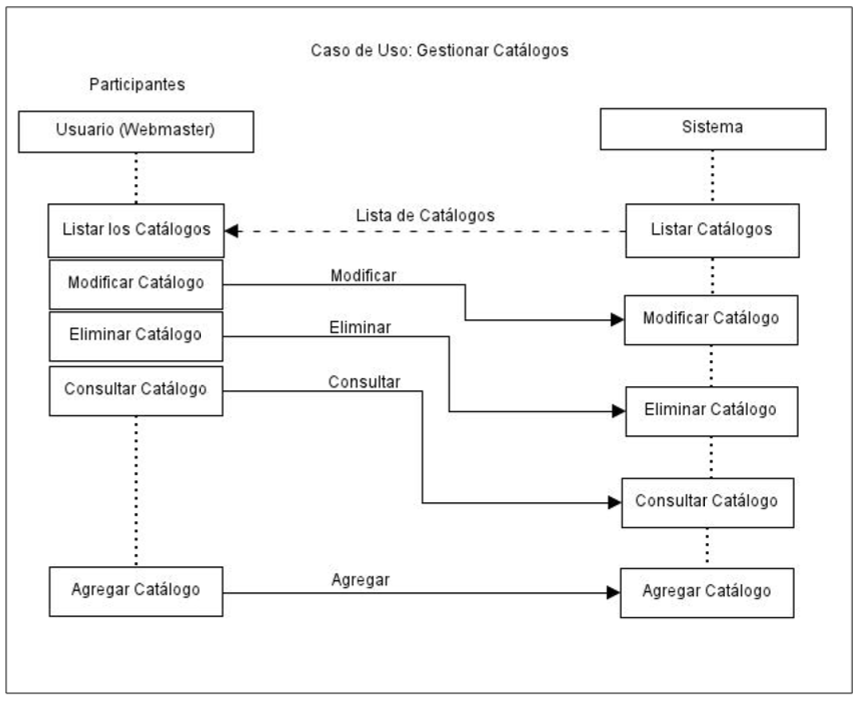 Caso de Uso: Gestionar Catálogos
Participantes
Usuario (Webmaster)
Sistema
Listar los Catálogos
Lista de Catálogos
Listar Catálogos
Modificar Catálogo
Modificar
Modificar Catálogo
Eliminar Catálogo
Eliminar
Eliminar Catálogo
Consultar Catálogo
Consultar
Consultar Catálogo
Agregar Catálogo
Agregar
Agregar Catálogo